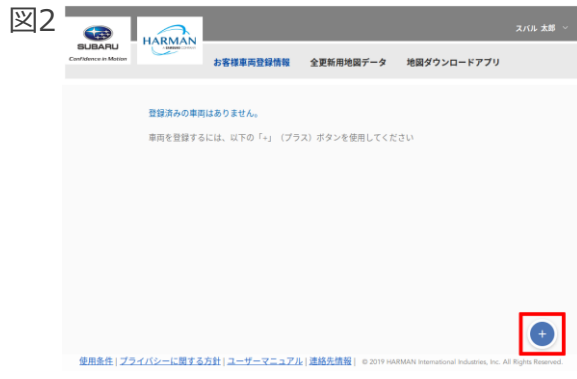 図2
SUBARU
Confidence in Motion
HARMAN
A SAMSUNG COMPANY
スバル 太郎
お客様車両登録情報 全更新用地図データ 地図ダウンロードアプリ
登録済みの車両はありません。
車両を登録するには、以下の「+」（プラス）ボタンを使用してください
+
使用条件 | プライバシーに関する方針 | ユーザーマニュアル | 連絡先情報 | © 2019 HARMAN International Industries, Inc. All Rights Reserved.